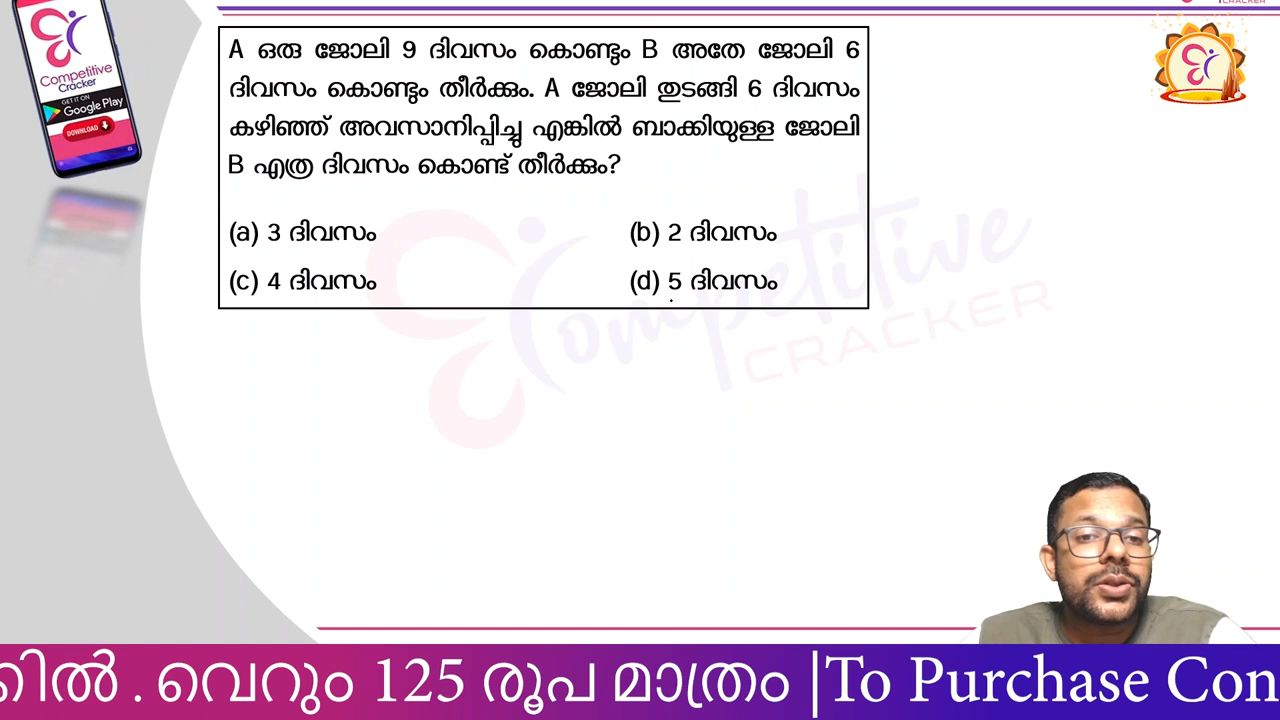 CRACKER
Competitive
Cracker
GET IT ON
Google Play
DOWNLOAD
A ഒരു ജോലി 9 ദിവസം കൊണ്ടും B അതേ ജോലി 6
ദിവസം കൊണ്ടും തീർക്കും. A ജോലി തുടങ്ങി 6 ദിവസം
കഴിഞ്ഞ് അവസാനിപ്പിച്ചു എങ്കിൽ ബാക്കിയുള്ള ജോലി
B എത്ര ദിവസം കൊണ്ട് തീർക്കും?
(a) 3 ദിവസം (b) 2 ദിവസം
(c) 4 ദിവസം (d) 5 ദിവസം
Competitive
CRACKER
വെറും 125 രൂപ മാത്രം |To Purchase Con